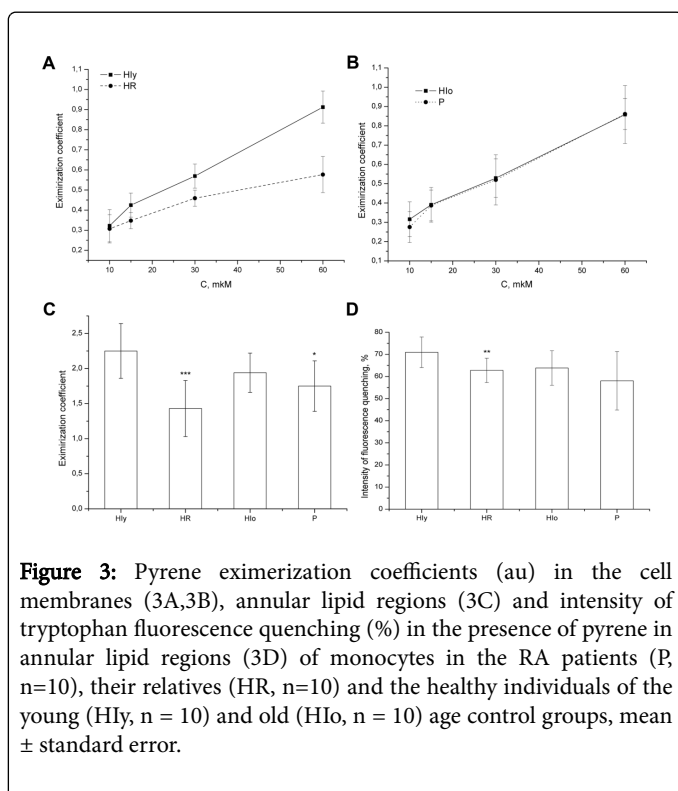 A
HIy
HR
1,1
1,0
0,9
0,8
0,7
0,6
0,5
0,4
0,3
0,2
Eximirization coefficient
10 20 30 40 50 60
C, mkM
B
HIo
P
1,1
1,0
0,9
0,8
0,7
0,6
0,5
0,4
0,3
0,2
Eximirization coefficient
10 20 30 40 50 60
C, mkM
C
2,5
2,0
1,5
1,0
0,5
0,0
Eximirization coefficient
***
*
HIy HR HIo P
D
80
70
60
50
40
30
20
10
0
Intensity of fluorescence quenching, %
**
HIy HR HIo P
Figure 3: Pyrene eximerization coefficients (au) in the cell
membranes (3A,3B), annular lipid regions (3C) and intensity of
tryptophan fluorescence quenching (%) in the presence of pyrene in
annular lipid regions (3D) of monocytes in the RA patients (P,
n=10), their relatives (HR, n=10) and the healthy individuals of the
young (HIy, n = 10) and old (HIo, n = 10) age control groups, mean
± standard error.